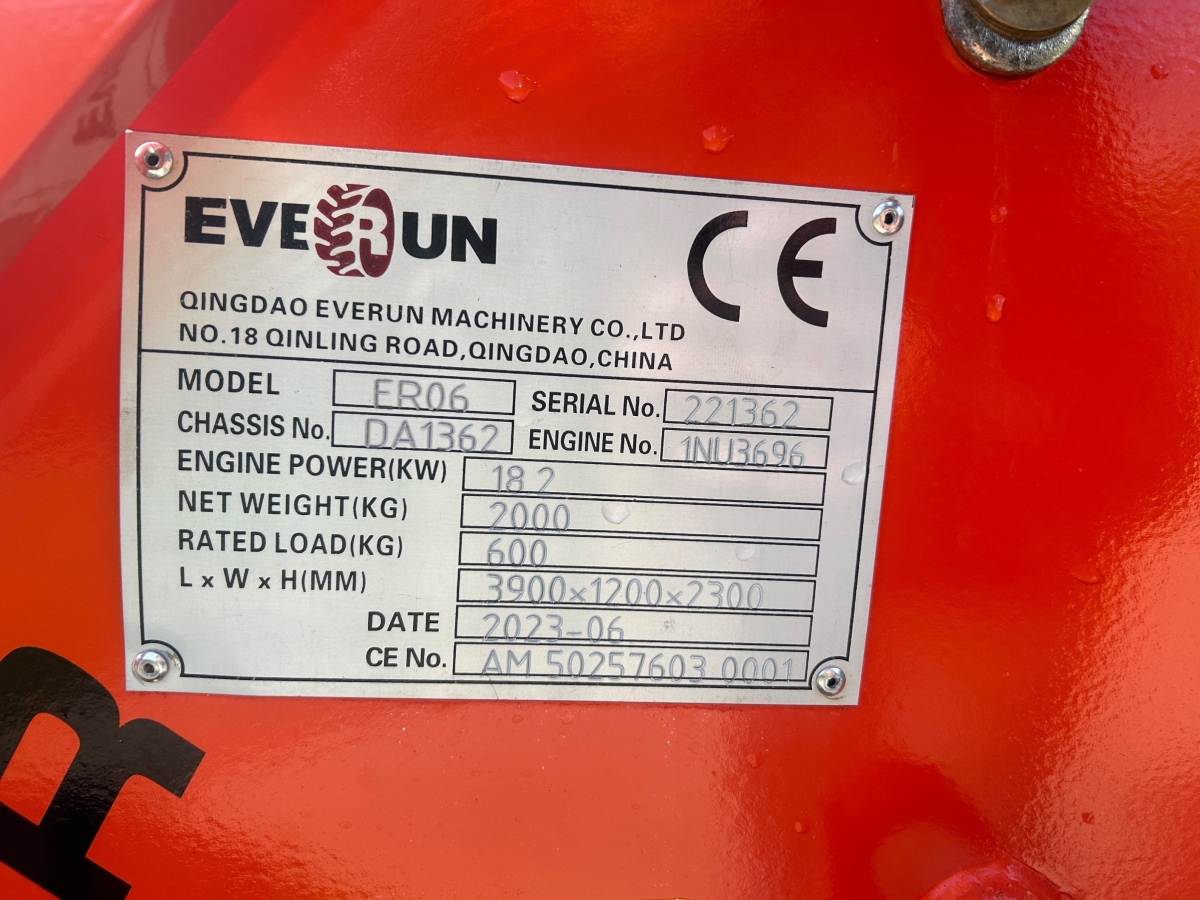 EVERUN
CE
QINGDAO EVERUN MACHINERY CO.,LTD
NO.18 QINLING ROAD,QINGDAO,CHINA
MODEL ER06 SERIAL No. 221362
CHASSIS No. DA1362 ENGINE No. 1NU3696
ENGINE POWER(KW) 18.2
NET WEIGHT(KG) 2000
RATED LOAD(KG) 600
L x W x H(MM) 3900x1200x2300
DATE 2023-06
CE No. AM 50257603 0001
R